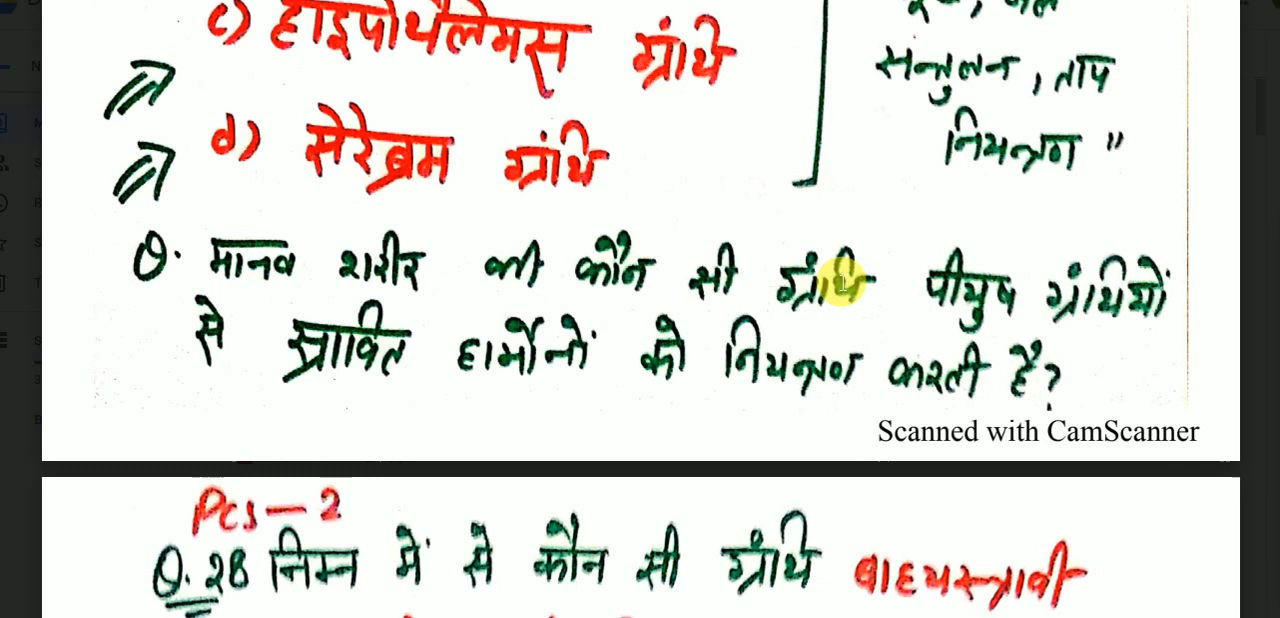 c) हाइपोथैलेमस ग्रंथि
सन्तुलन, ताप
d) सेरेब्रम ग्रंथि
नियन्त्रण "
Q. मानव शरीर की कौन सी ग्रंथि पीयुष ग्रंथियों
से स्त्रावित हार्मोनों को नियन्त्रण करती है?
Scanned with CamScanner
PCS-2
Q.28 निम्न में से कौन सी ग्रंथि बाह्यस्त्रावी